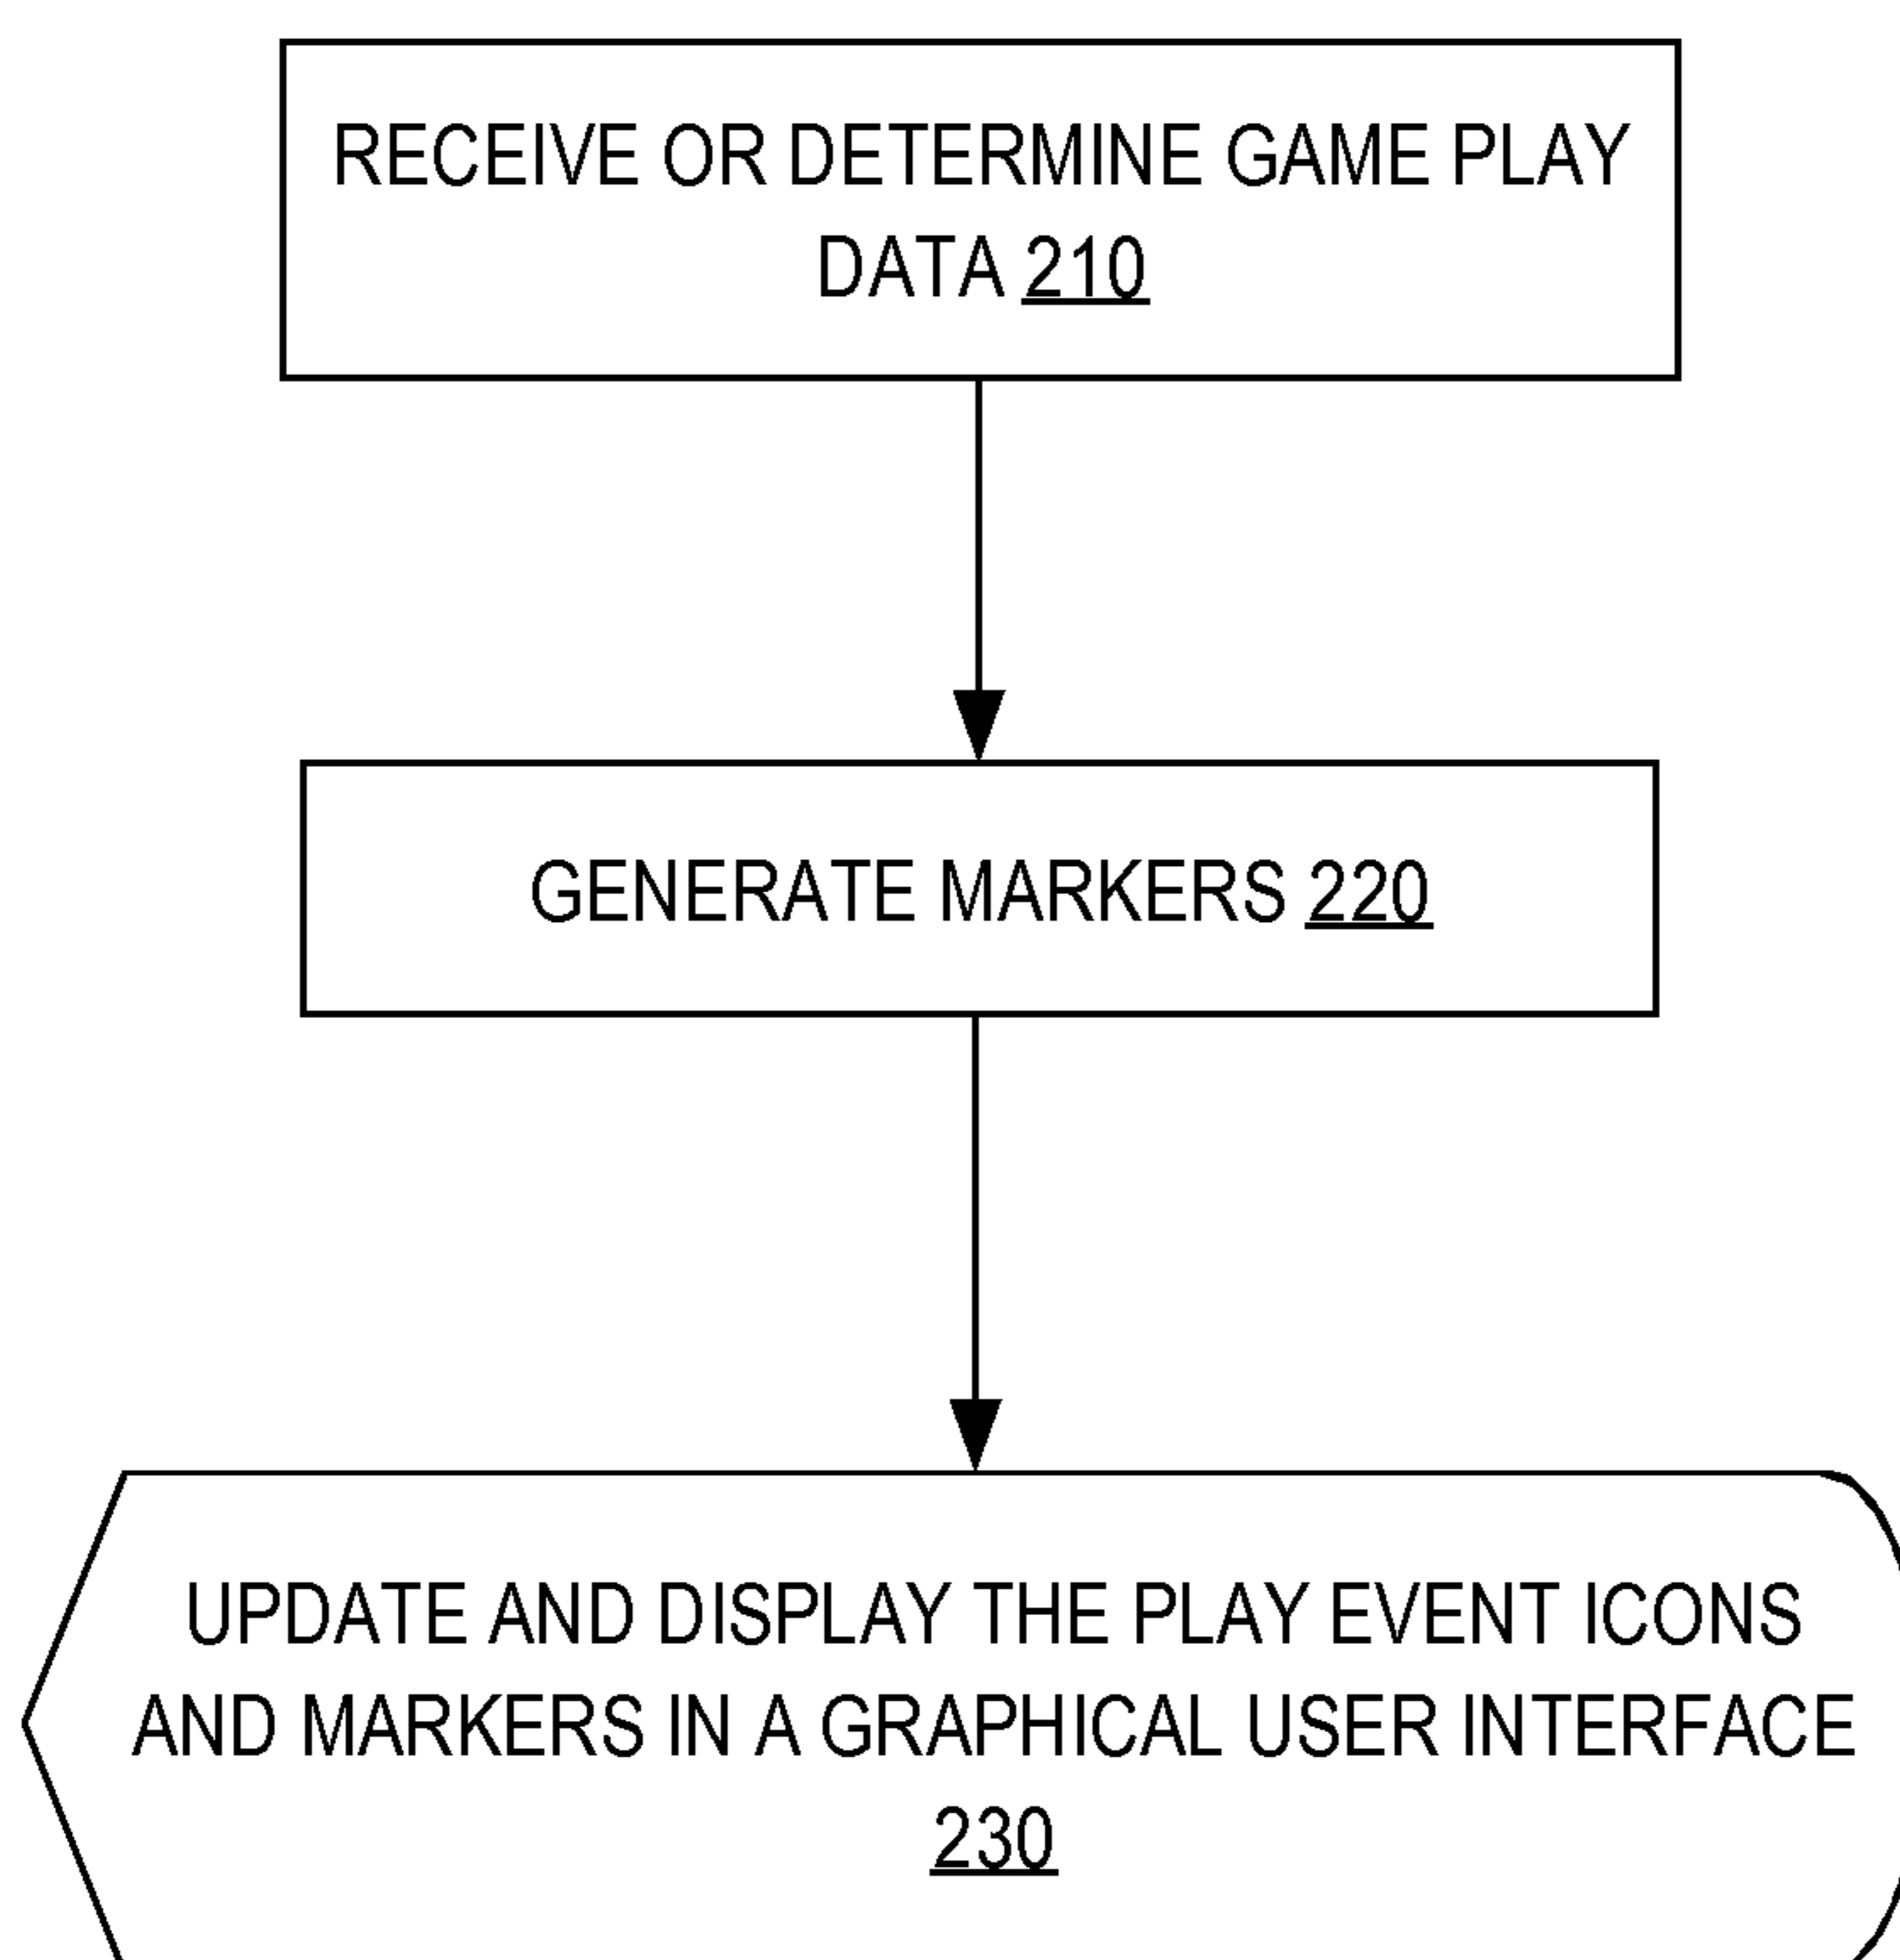 RECEIVE OR DETERMINE GAME PLAY
DATA 210
GENERATE MARKERS 220
UPDATE AND DISPLAY THE PLAY EVENT ICONS
AND MARKERS IN A GRAPHICAL USER INTERFACE
230